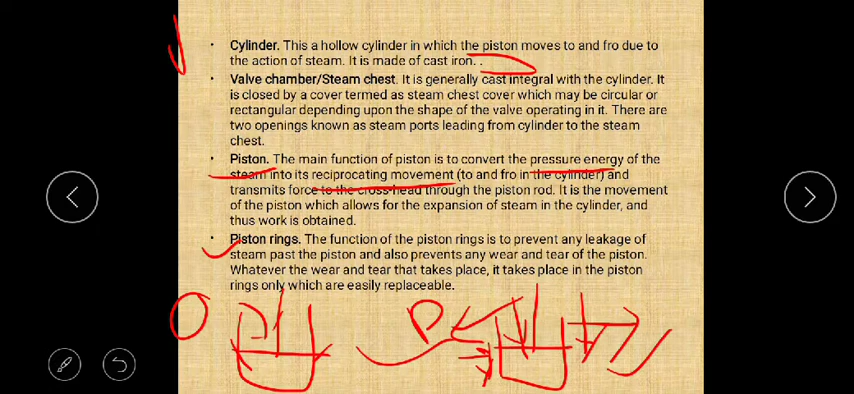 • Cylinder. This a hollow cylinder in which the piston moves to and fro due to
the action of steam. It is made of cast iron. .
• Valve chamber/Steam chest. It is generally cast integral with the cylinder. It
is closed by a cover termed as steam chest cover which may be circular or
rectangular depending upon the shape of the valve operating in it. There are
two openings known as steam ports leading from cylinder to the steam
chest.
• Piston. The main function of piston is to convert the pressure energy of the
steam into its reciprocating movement (to and fro in the cylinder) and
transmits force to the cross-head through the piston rod. It is the movement
of the piston which allows for the expansion of steam in the cylinder, and
thus work is obtained.
• Piston rings. The function of the piston rings is to prevent any leakage of
steam past the piston and also prevents any wear and tear of the piston.
Whatever the wear and tear that takes place, it takes place in the piston
rings only which are easily replaceable.
P